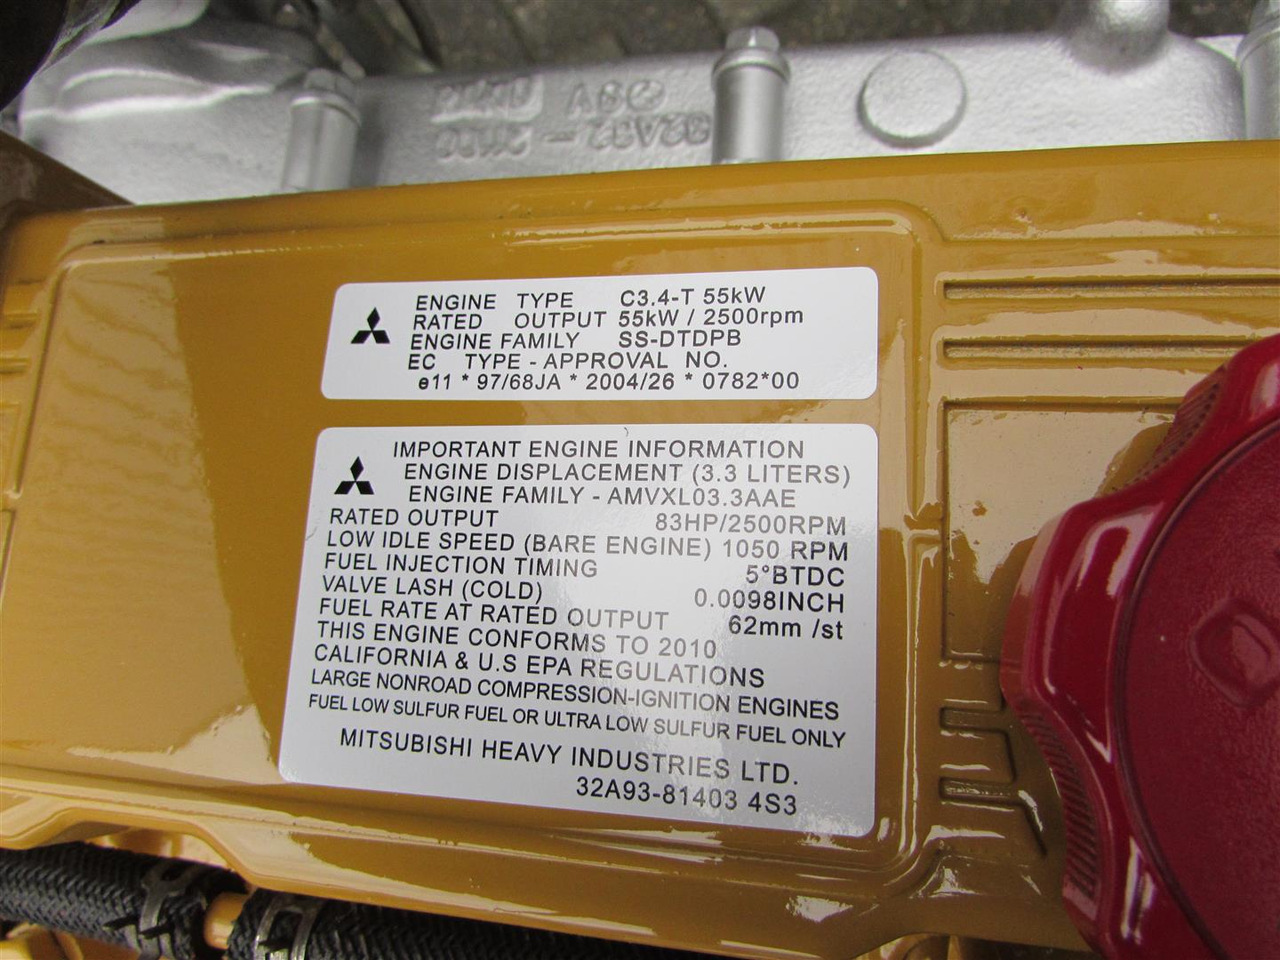 ENGINE TYPE C3.4-T 55kW
RATED OUTPUT 55kW / 2500rpm
ENGINE FAMILY SS-DTDPB
EC TYPE - APPROVAL NO.
e11 * 97/68JA * 2004/26 * 0782*00
IMPORTANT ENGINE INFORMATION
ENGINE DISPLACEMENT (3.3 LITERS)
ENGINE FAMILY - AMVXL03.3AAE
RATED OUTPUT 83HP/2500RPM
LOW IDLE SPEED (BARE ENGINE) 1050 RPM
FUEL INJECTION TIMING 5°BTDC
VALVE LASH (COLD) 0.0098INCH
FUEL RATE AT RATED OUTPUT 62mm /st
THIS ENGINE CONFORMS TO 2010
CALIFORNIA & U.S EPA REGULATIONS
LARGE NONROAD COMPRESSION-IGNITION ENGINES
FUEL LOW SULFUR FUEL OR ULTRA LOW SULFUR FUEL ONLY
MITSUBISHI HEAVY INDUSTRIES LTD.
32A93-81403 4S3